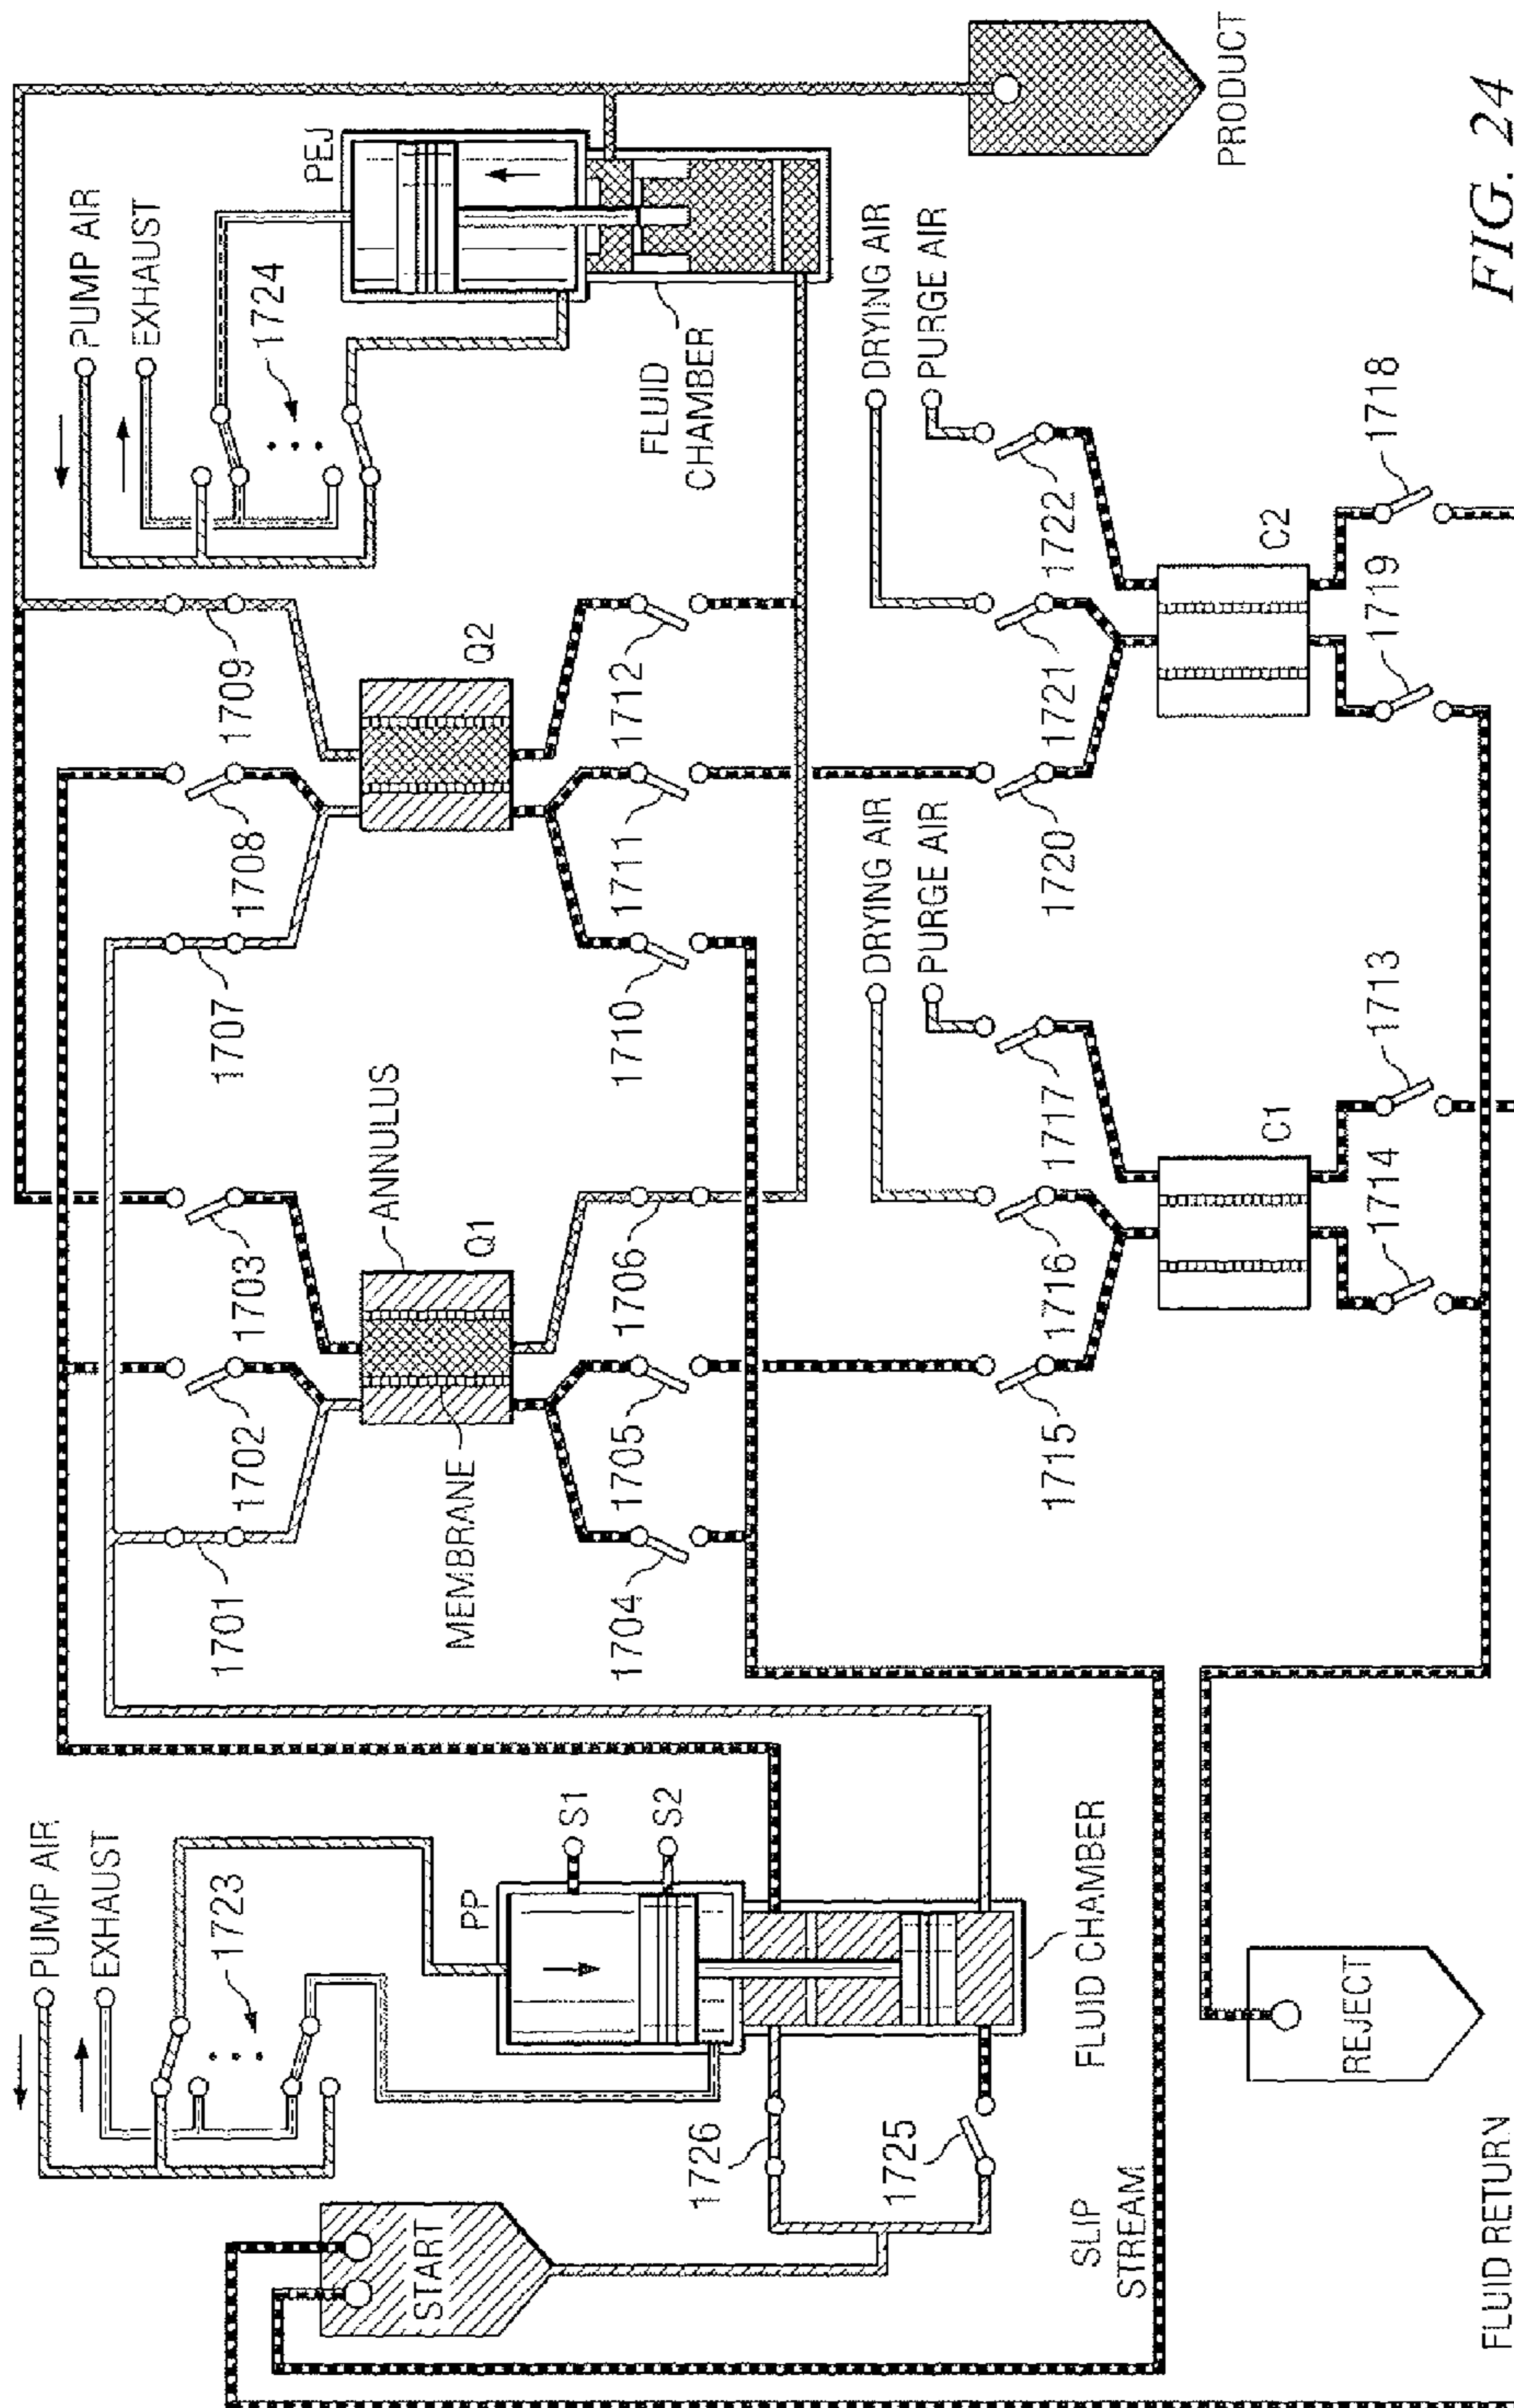 PUMP AIR
EXHAUST
1723
START
PP
S1
S2
1726
1725
SLIP
STREAM
FLUID CHAMBER
FLUID RETURN
REJECT
1701
1702
1703
MEMBRANE
ANNULUS
Q1
1704
1705
1706
1707
1708
1709
Q2
1710
1711
1712
PUMP AIR
EXHAUST
1724
PEJ
FLUID
CHAMBER
PRODUCT
DRYING AIR
PURGE AIR
1715
1716
1717
C1
1714
1713
DRYING AIR
PURGE AIR
1720
1721
1722
C2
1719
1718
FIG. 24